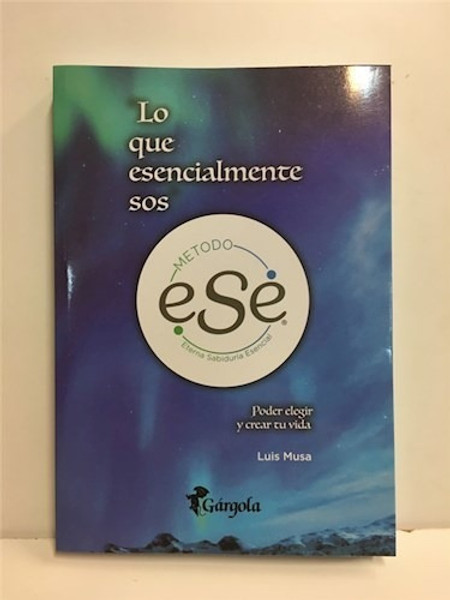 Lo
que
esencialmente
sos
METODO
eSe
®
Eterna Sabiduría Esencial
Poder elegir
y crear tu vida
Luis Musa
Gárgola